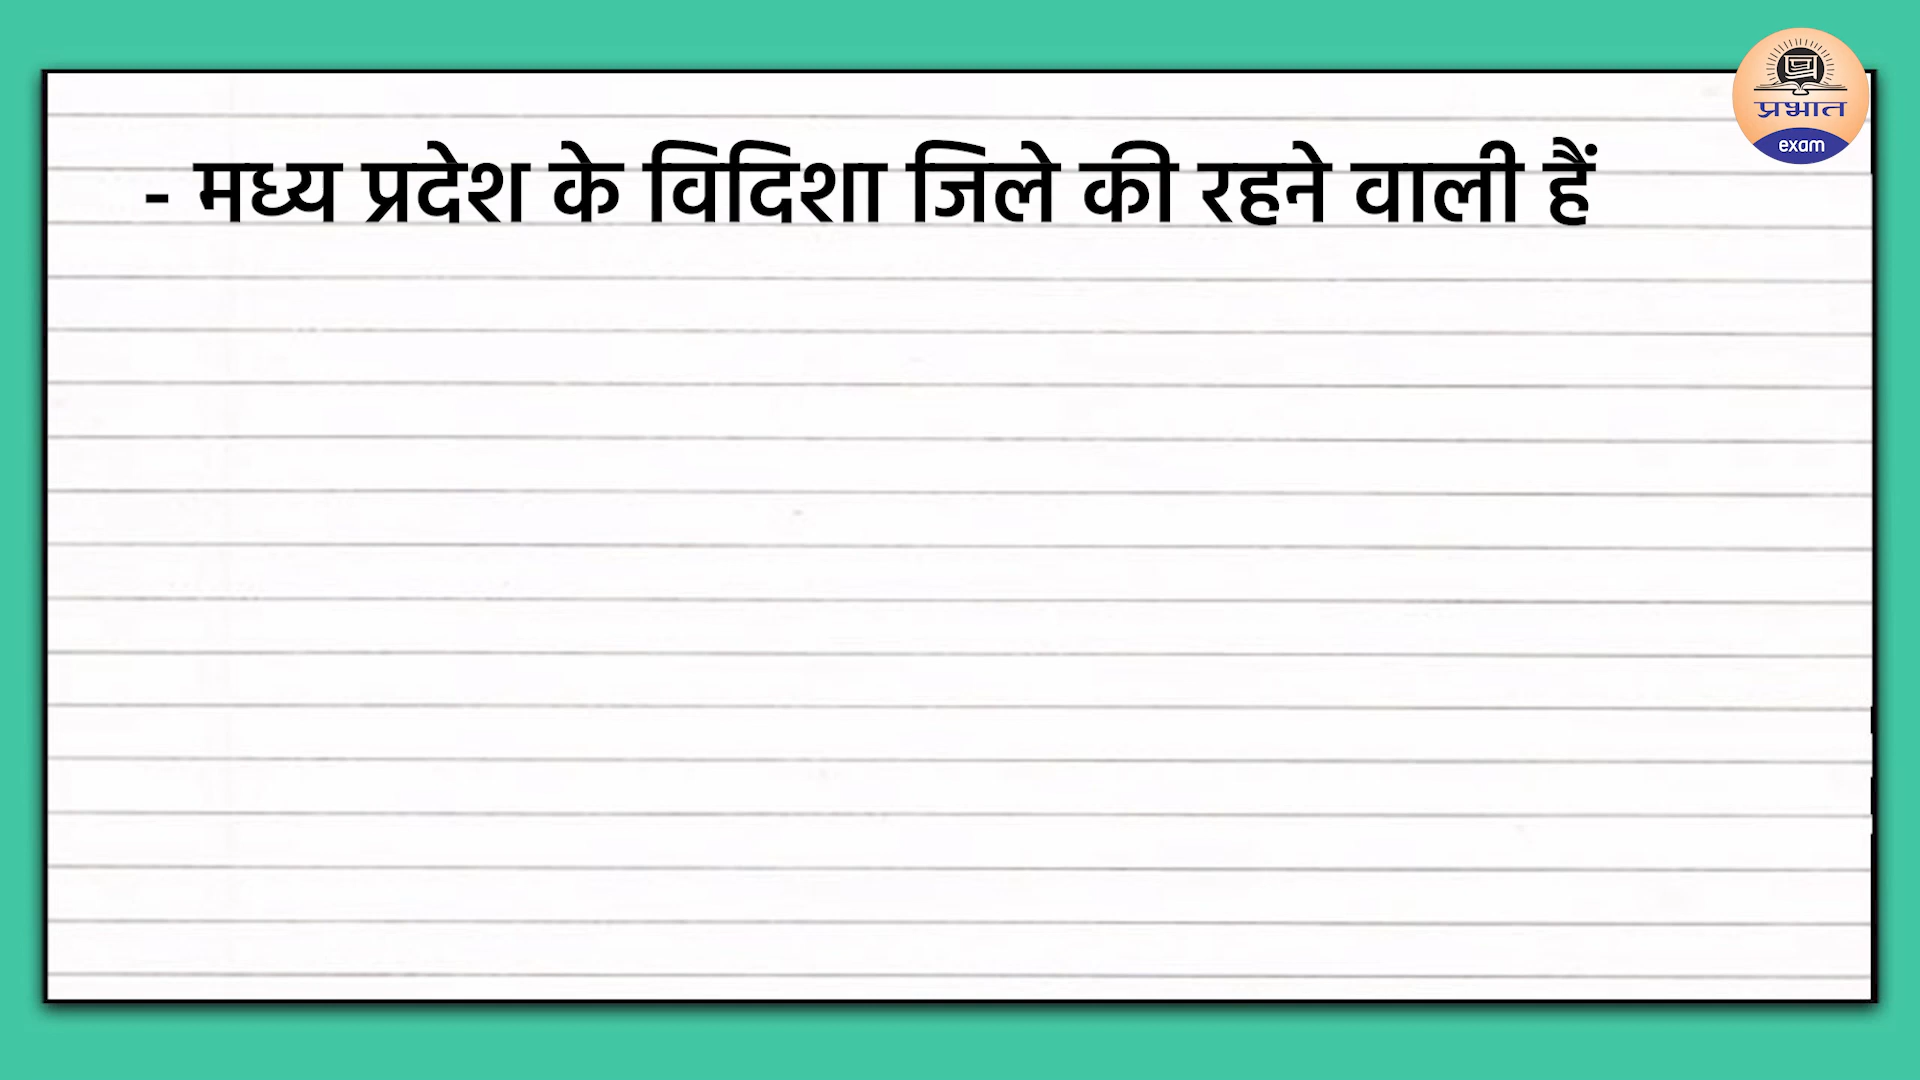 - मध्य प्रदेश के विदिशा जिले की रहने वाली हैं
प्रभात
exam